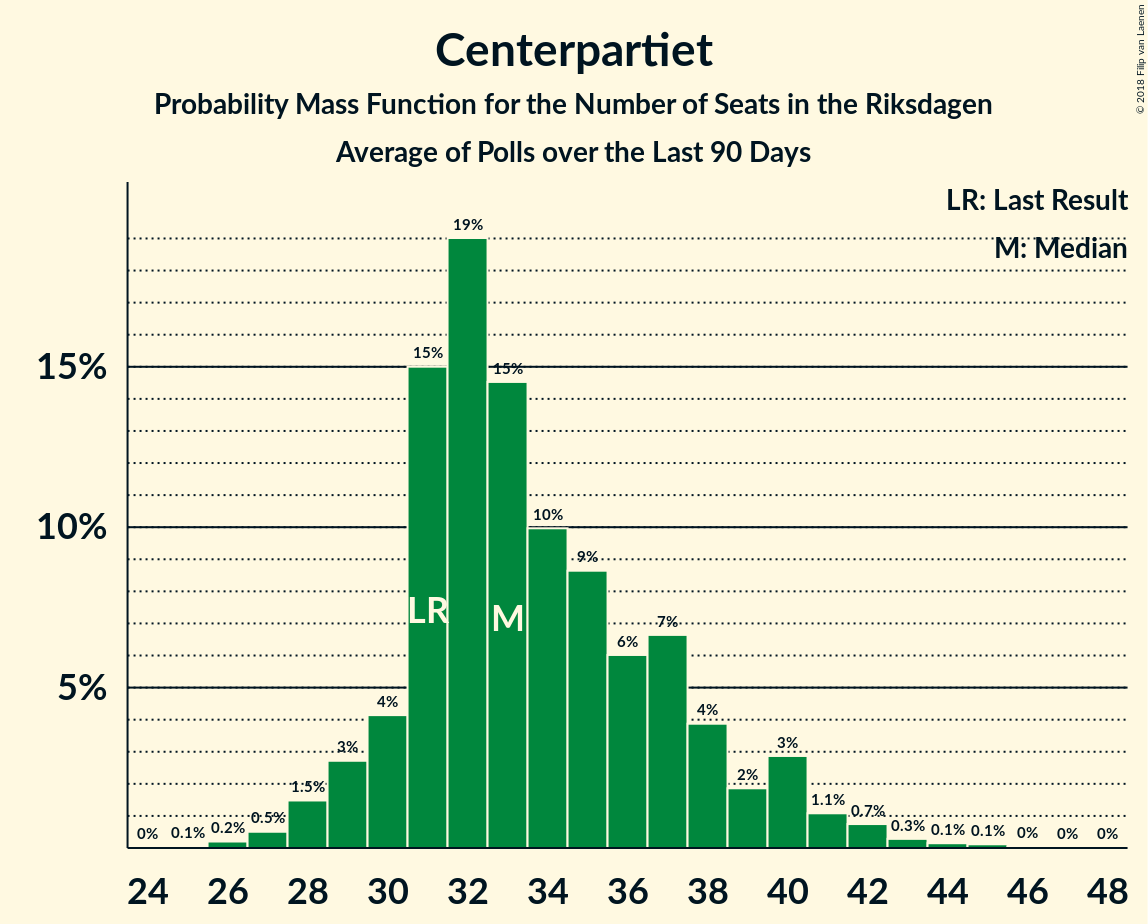 Centerpartiet
Probability Mass Function for the Number of Seats in the Riksdagen
Average of Polls over the Last 90 Days
© 2018 Filip van Laenen
LR: Last Result
M: Median
15%
10%
5%
0% 0.1% 0.2% 0.5% 1.5% 3% 4% 15% 19% 15% 10% 9% 6% 7% 4% 2% 3% 1.1% 0.7% 0.3% 0.1% 0.1% 0% 0% 0%
LR M
24 26 28 30 32 34 36 38 40 42 44 46 48